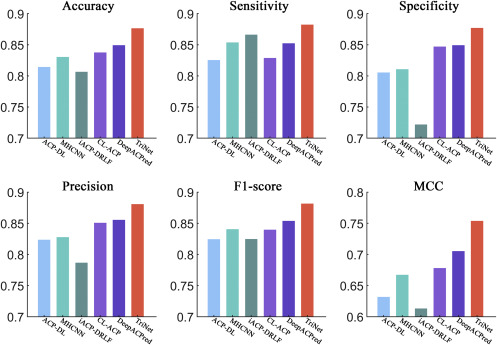 Accuracy
0.9
0.85
0.8
0.75
0.7
ACP-DL
MHCNN
iACP-DRLF
CL-ACP
DeepACPred
TriNet
Sensitivity
0.9
0.85
0.8
0.75
0.7
ACP-DL
MHCNN
iACP-DRLF
CL-ACP
DeepACPred
TriNet
Specificity
0.9
0.85
0.8
0.75
0.7
ACP-DL
MHCNN
iACP-DRLF
CL-ACP
DeepACPred
TriNet
Precision
0.9
0.85
0.8
0.75
0.7
ACP-DL
MHCNN
iACP-DRLF
CL-ACP
DeepACPred
TriNet
F1-score
0.9
0.85
0.8
0.75
0.7
ACP-DL
MHCNN
iACP-DRLF
CL-ACP
DeepACPred
TriNet
MCC
0.8
0.75
0.7
0.65
0.6
ACP-DL
MHCNN
iACP-DRLF
CL-ACP
DeepACPred
TriNet